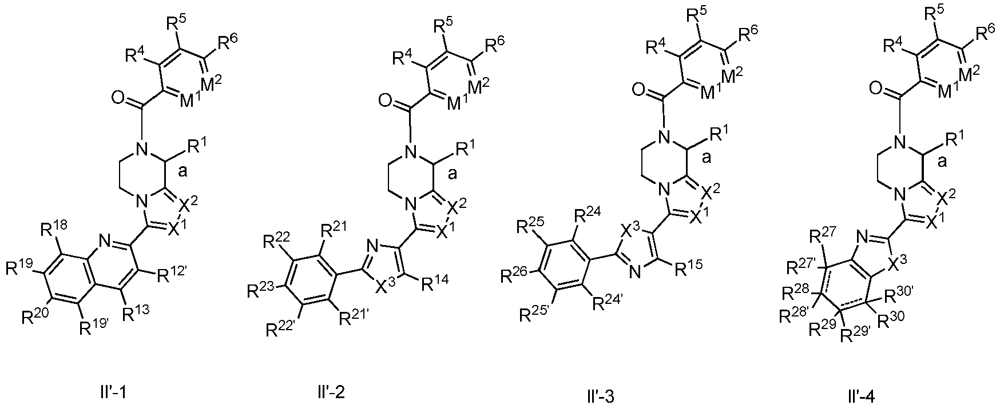 R⁵ R⁴ R⁶ M² M¹ O N R¹ a N X² X¹ R¹⁸ N R¹⁹ R¹²' R²⁰ R¹⁹' R¹³
R⁵ R⁴ R⁶ M² M¹ O N R¹ a N X² X¹ R²² R²¹ N R²³ X³ R¹⁴ R²²' R²¹'
R⁵ R⁴ R⁶ M² M¹ O N R¹ a N X² X¹ R²⁵ R²⁴ X³ R²⁶ N R¹⁵ R²⁵' R²⁴'
R⁵ R⁴ R⁶ M² M¹ O N R¹ a N X² X¹ R²⁷ N R²⁷' X³ R²⁸ R³⁰' R²⁸' R²⁹ R²⁹' R³⁰
II'-1 II'-2 II'-3 II'-4